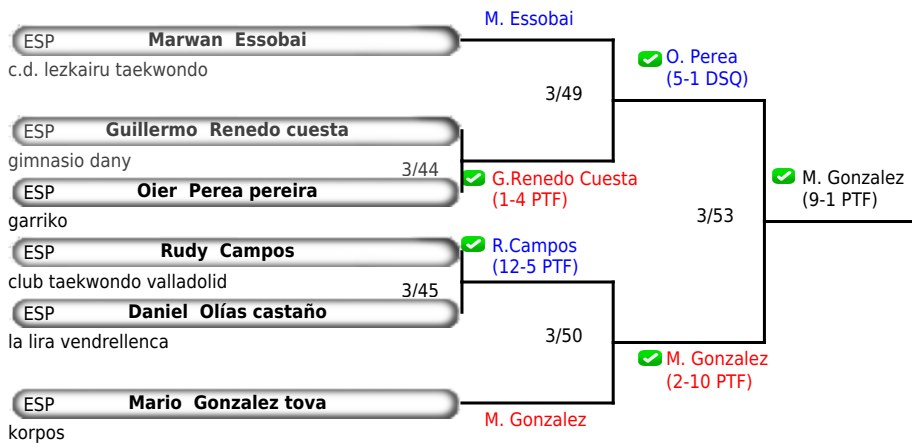 M. Essobai
ESP Marwan Essobai
c.d. lezkairu taekwondo
O. Perea
(5-1 DSQ)
3/49
ESP Guillermo Renedo cuesta
gimnasio dany
3/44
G.Renedo Cuesta
(1-4 PTF)
ESP Oier Perea pereira
garriko
M. Gonzalez
(9-1 PTF)
3/53
ESP Rudy Campos
club taekwondo valladolid
R.Campos
(12-5 PTF)
3/45
ESP Daniel Olías castaño
la lira vendrellenca
3/50
M. Gonzalez
(2-10 PTF)
ESP Mario Gonzalez tova
korpos
M. Gonzalez